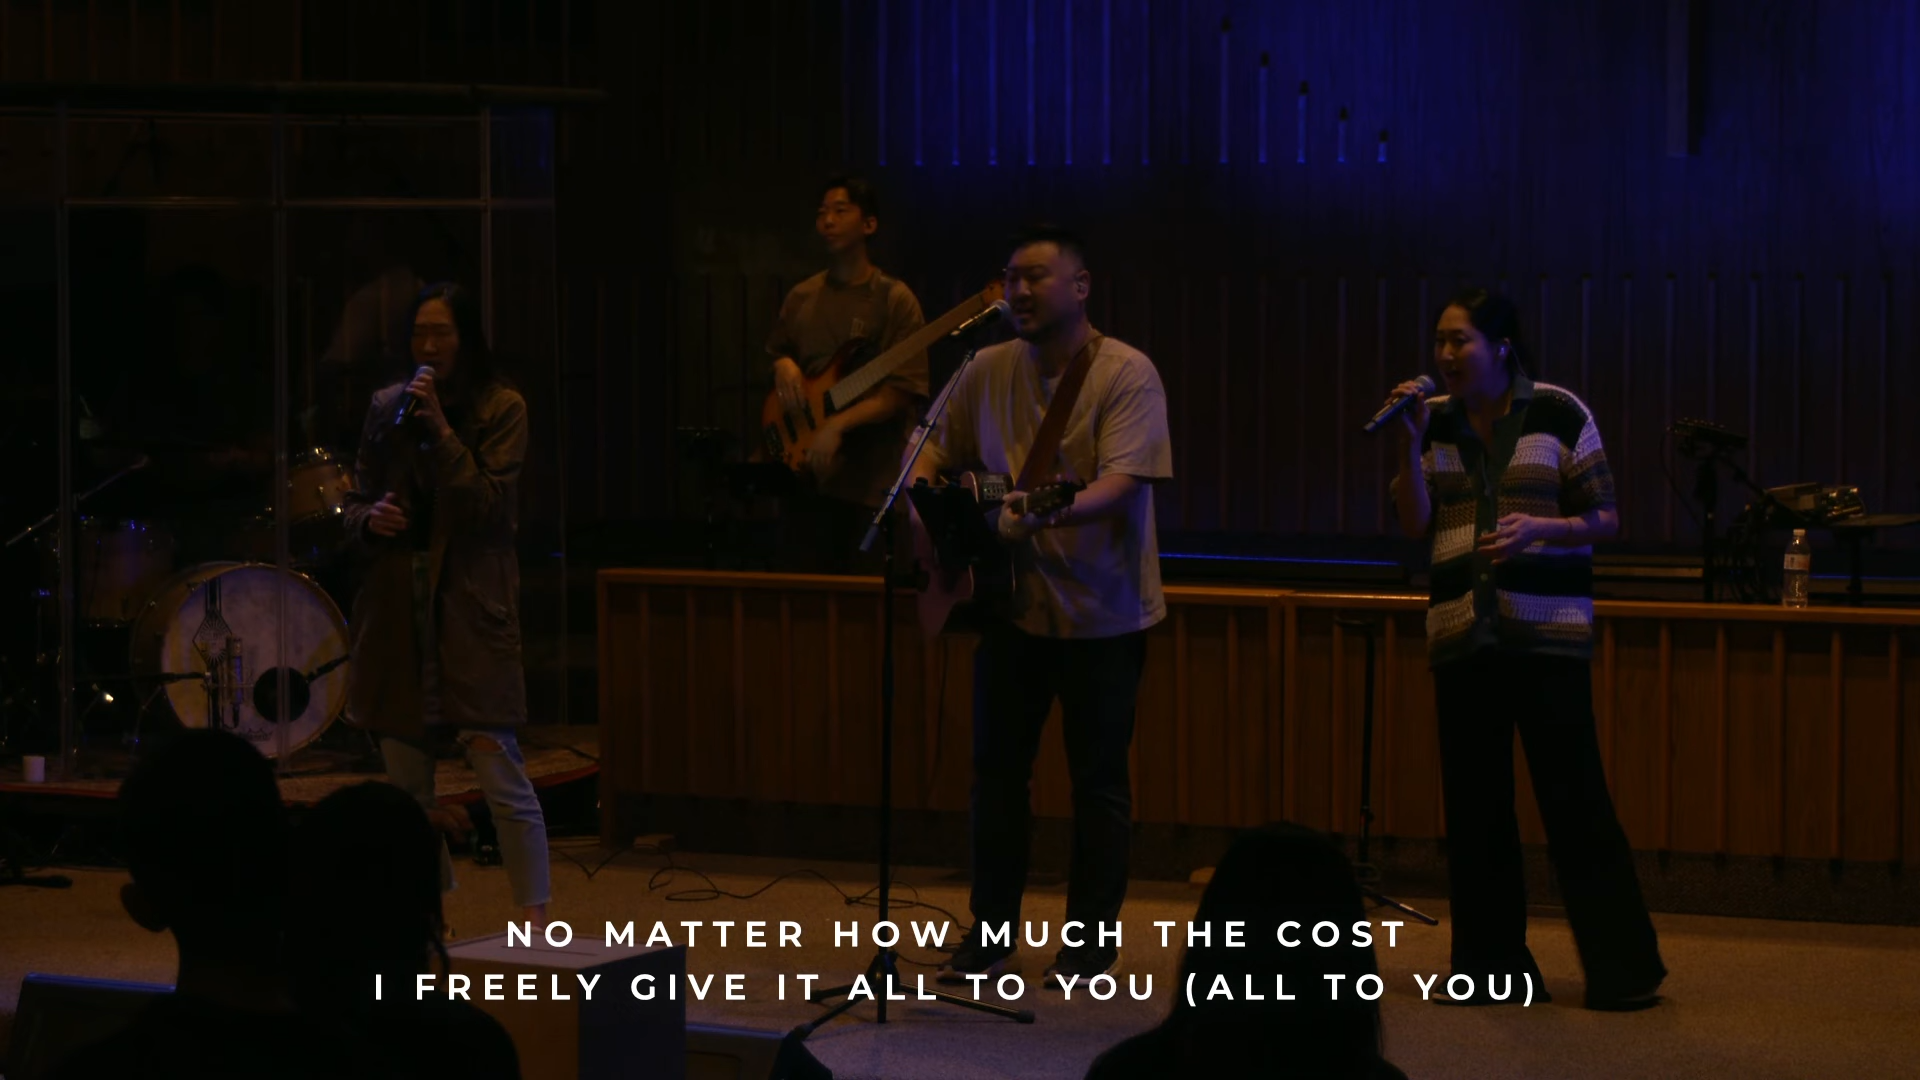 NO MATTER HOW MUCH THE COST
I FREELY GIVE IT ALL TO YOU (ALL TO YOU)